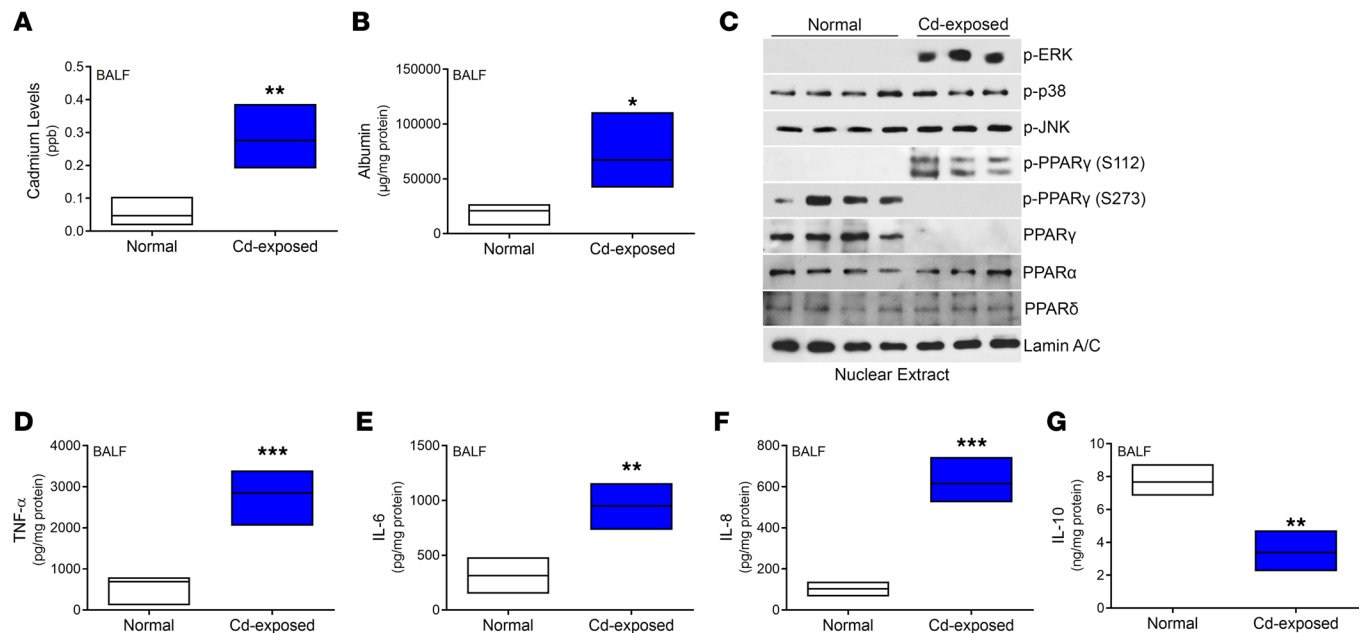 A
Cadmium Levels
(ppb)
0.5
0.4
0.3
0.2
0.1
0.0
BALF
**
Normal
Cd-exposed
B
Albumin
(µg/mg protein)
150000
100000
50000
0
BALF
*
Normal
Cd-exposed
C
Normal
Cd-exposed
p-ERK
p-p38
p-JNK
p-PPARγ (S112)
p-PPARγ (S273)
PPARγ
PPARα
PPARδ
Lamin A/C
Nuclear Extract
D
TNF-α
(pg/mg protein)
4000
3000
2000
1000
0
BALF
***
Normal
Cd-exposed
E
IL-6
(pg/mg protein)
1500
1000
500
0
BALF
**
Normal
Cd-exposed
F
IL-8
(pg/mg protein)
800
600
400
200
0
BALF
***
Normal
Cd-exposed
G
IL-10
(ng/mg protein)
10
8
6
4
2
0
BALF
**
Normal
Cd-exposed